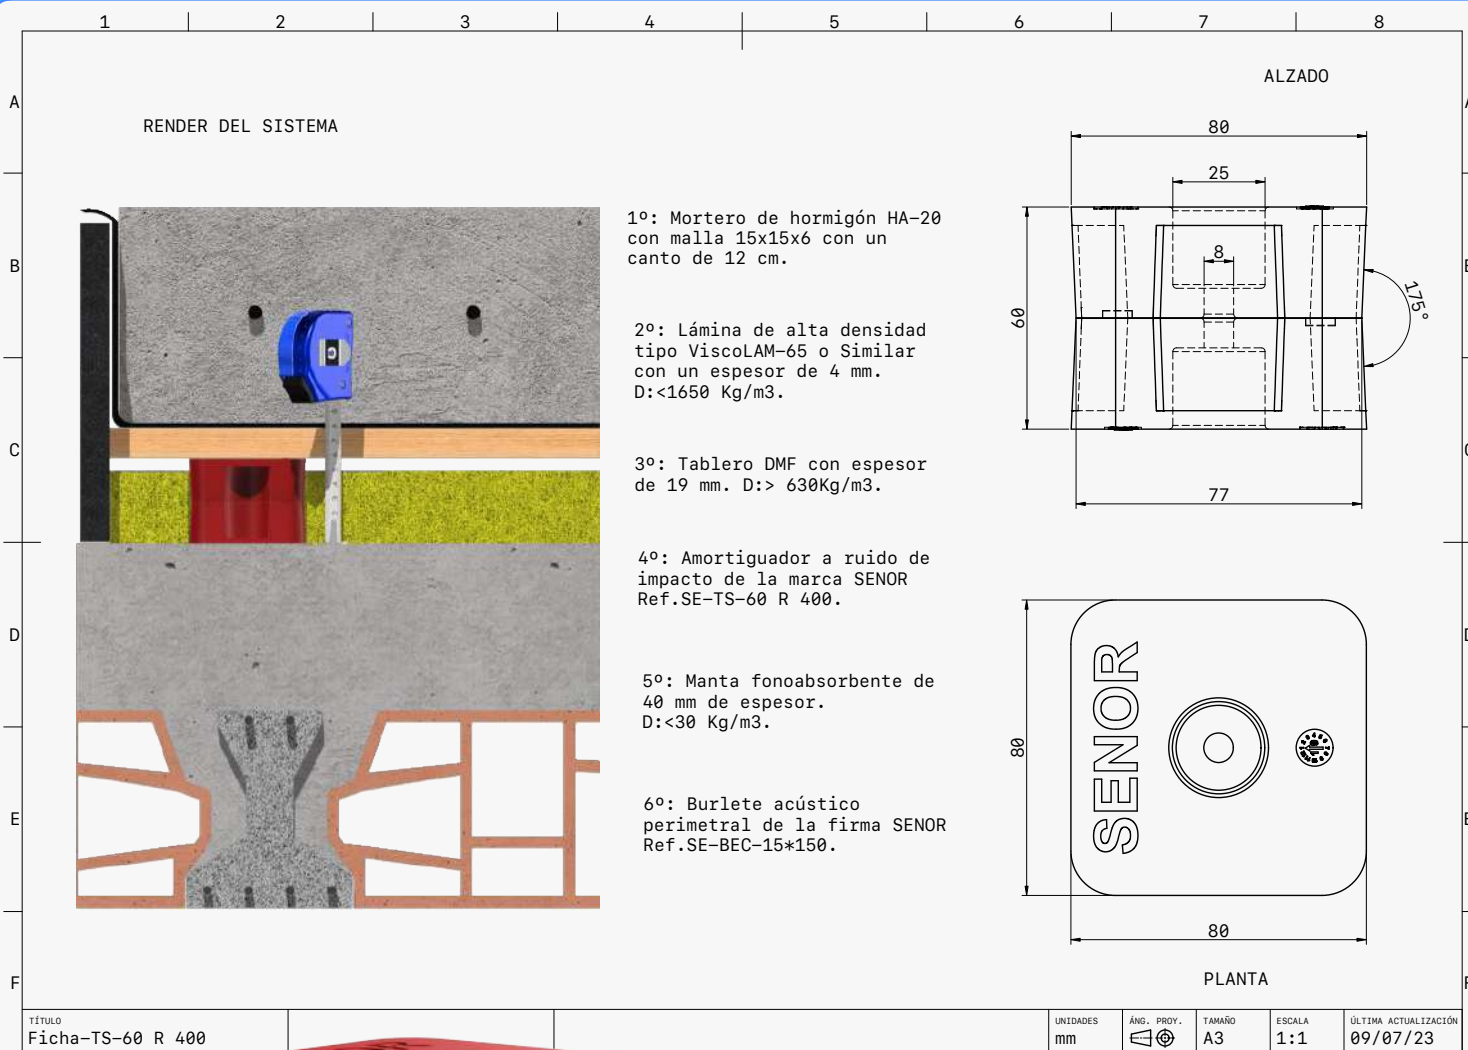 1 2 3 4 5 6 7 8
A
B
C
D
E
F
RENDER DEL SISTEMA
1º: Mortero de hormigón HA-20
con malla 15x15x6 con un
canto de 12 cm.
2º: Lámina de alta densidad
tipo ViscoLAM-65 o Similar
con un espesor de 4 mm.
D:<1650 Kg/m3.
3º: Tablero DMF con espesor
de 19 mm. D:> 630Kg/m3.
4º: Amortiguador a ruido de
impacto de la marca SENOR
Ref.SE-TS-60 R 400.
5º: Manta fonoabsorbente de
40 mm de espesor.
D:<30 Kg/m3.
6º: Burlete acústico
perimetral de la firma SENOR
Ref.SE-BEC-15*150.
ALZADO
80
25
8
60
175°
77
80
SENOR
80
PLANTA
TÍTULO
Ficha-TS-60 R 400
UNIDADES
mm
ÁNG. PROY.
TAMAÑO
A3
ESCALA
1:1
ÚLTIMA ACTUALIZACIÓN
09/07/23